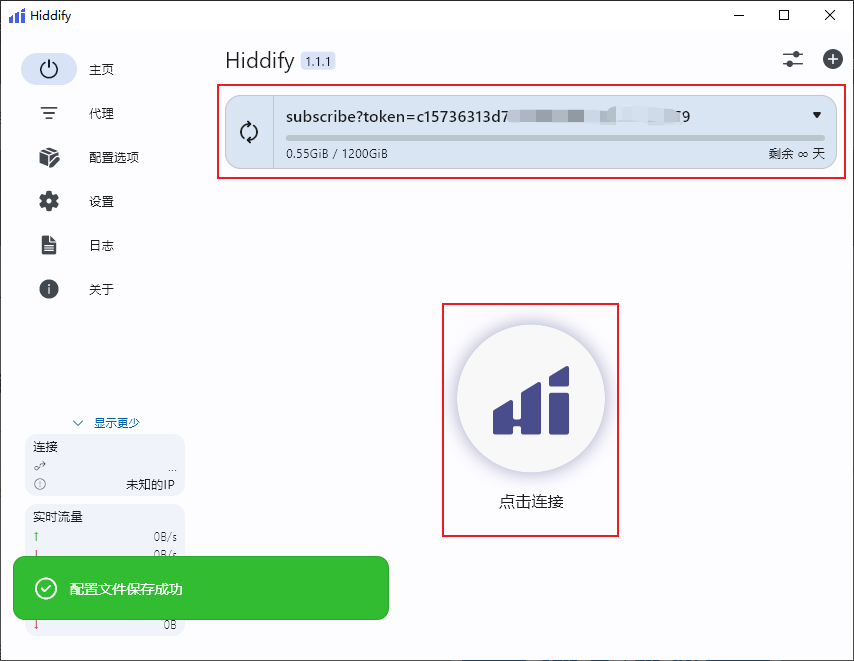 Hiddify
主页
代理
配置选项
设置
日志
关于
显示更少
连接
...
未知的IP
实时流量
0B/s
0B/s
0B
配置文件保存成功
Hiddify 1.1.1
subscribe?token=c15736313d7
0.55GiB / 1200GiB
剩余 ∞ 天
点击连接